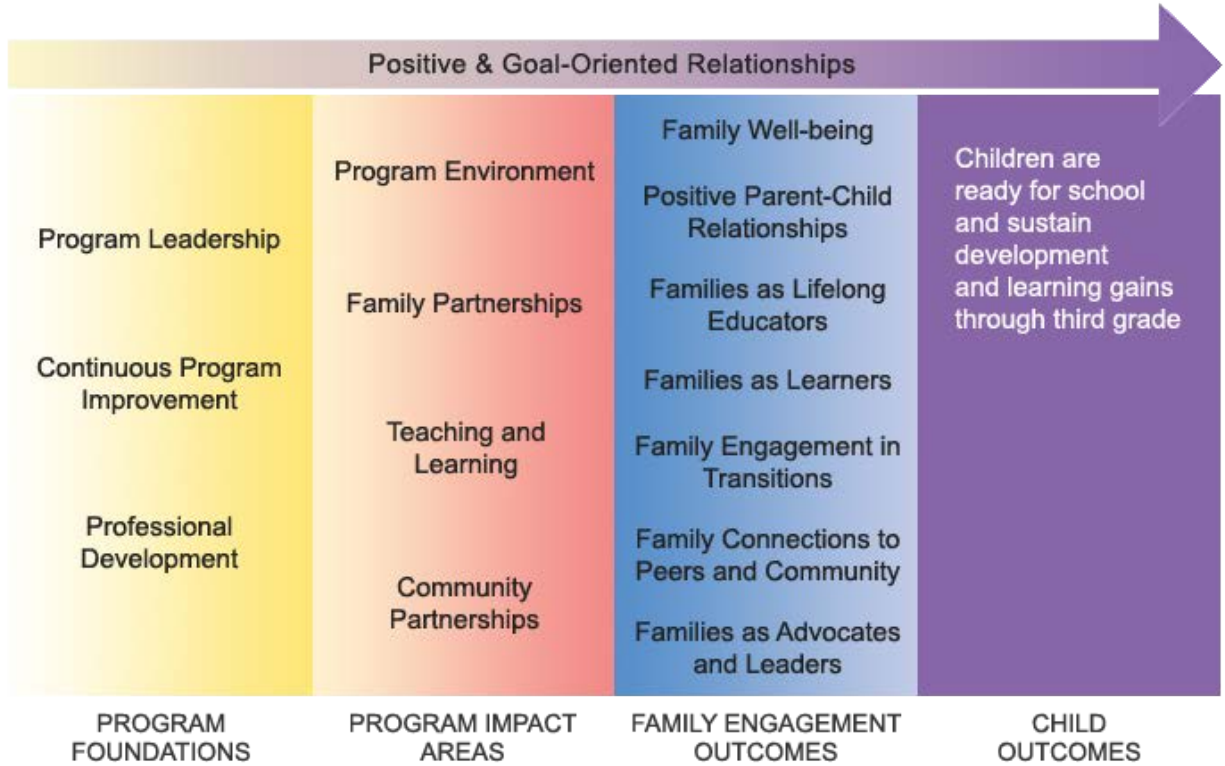 Positive & Goal-Oriented Relationships
Program Leadership
Continuous Program
Improvement
Professional
Development
PROGRAM
FOUNDATIONS
Program Environment
Family Partnerships
Teaching and
Learning
Community
Partnerships
PROGRAM IMPACT
AREAS
Family Well-being
Positive Parent-Child
Relationships
Families as Lifelong
Educators
Families as Learners
Family Engagement in
Transitions
Family Connections to
Peers and Community
Families as Advocates
and Leaders
FAMILY ENGAGEMENT
OUTCOMES
Children are
ready for school
and sustain
development
and learning gains
through third grade
CHILD
OUTCOMES